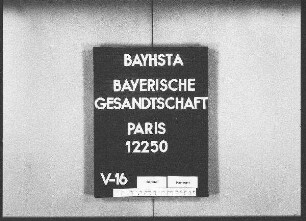 BAYHSTA
BAYERISCHE
GESANDTSCHAFT
PARIS
12250
V-16